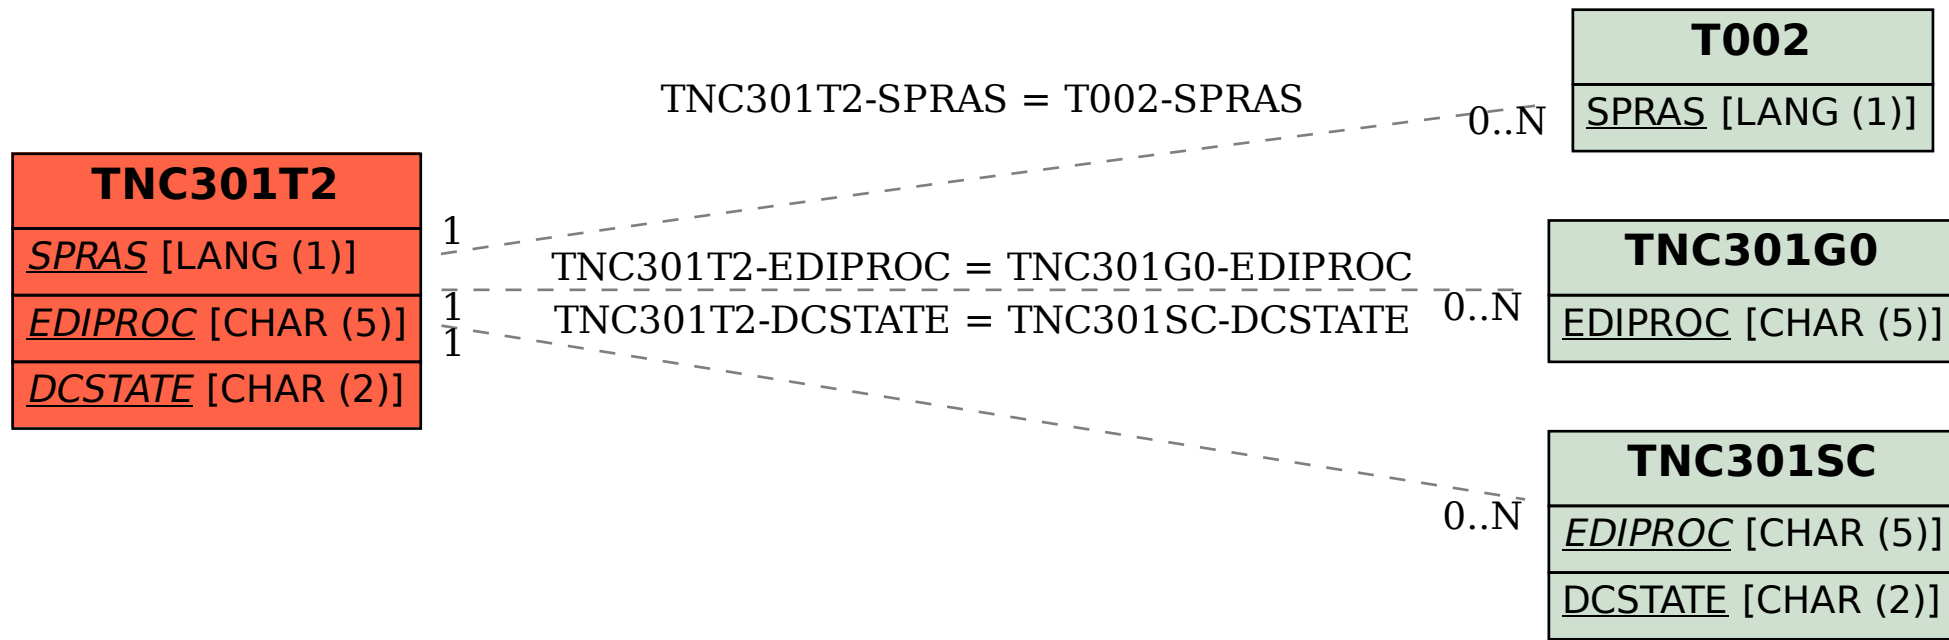 TNC301T2
SPRAS [LANG (1)]
EDIPROC [CHAR (5)]
DCSTATE [CHAR (2)]
TNC301T2-SPRAS = T002-SPRAS
1
0..N
TNC301T2-EDIPROC = TNC301G0-EDIPROC
1
0..N
TNC301T2-DCSTATE = TNC301SC-DCSTATE
1
0..N
T002
SPRAS [LANG (1)]
TNC301G0
EDIPROC [CHAR (5)]
TNC301SC
EDIPROC [CHAR (5)]
DCSTATE [CHAR (2)]